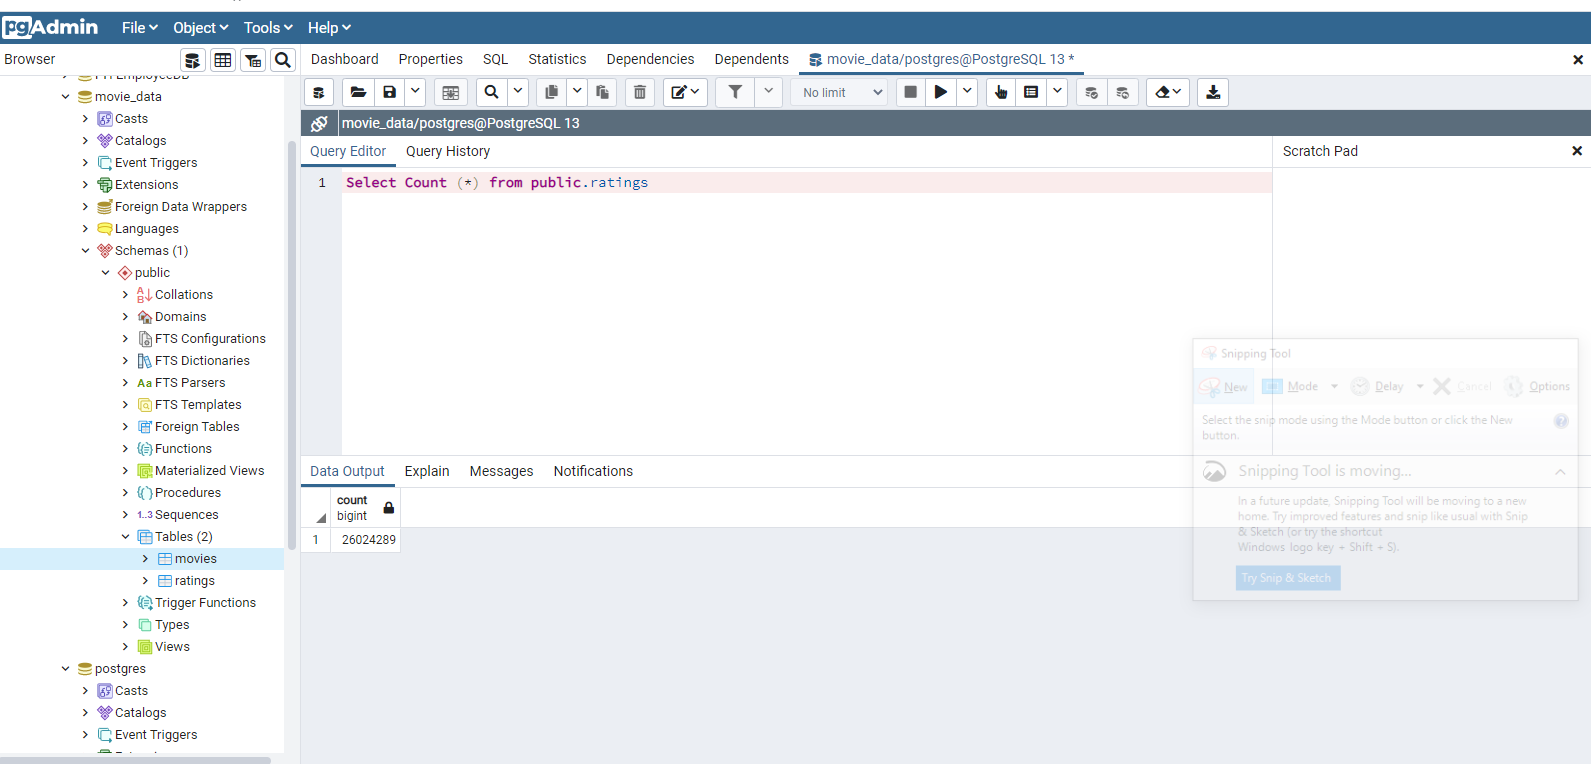 pgAdmin File Object Tools Help
Browser
Dashboard Properties SQL Statistics Dependencies Dependents movie_data/postgres@PostgreSQL 13 *
No limit
movie_data/postgres@PostgreSQL 13
Query Editor Query History
Scratch Pad
1 Select Count (*) from public.ratings
movie_data
Casts
Catalogs
Event Triggers
Extensions
Foreign Data Wrappers
Languages
Schemas (1)
public
Collations
Domains
FTS Configurations
FTS Dictionaries
Aa FTS Parsers
FTS Templates
Foreign Tables
Functions
Materialized Views
Procedures
1..3 Sequences
Tables (2)
movies
ratings
Trigger Functions
Types
Views
postgres
Casts
Catalogs
Event Triggers
Data Output Explain Messages Notifications
count
bigint
1 26024289
Snipping Tool
New Mode Delay Cancel Options
Select the snip mode using the Mode button or click the New
button.
Snipping Tool is moving...
In a future update, Snipping Tool will be moving to a new
home. Try improved features and snip like usual with Snip
& Sketch (or try the shortcut
Windows logo key + Shift + S).
Try Snip & Sketch